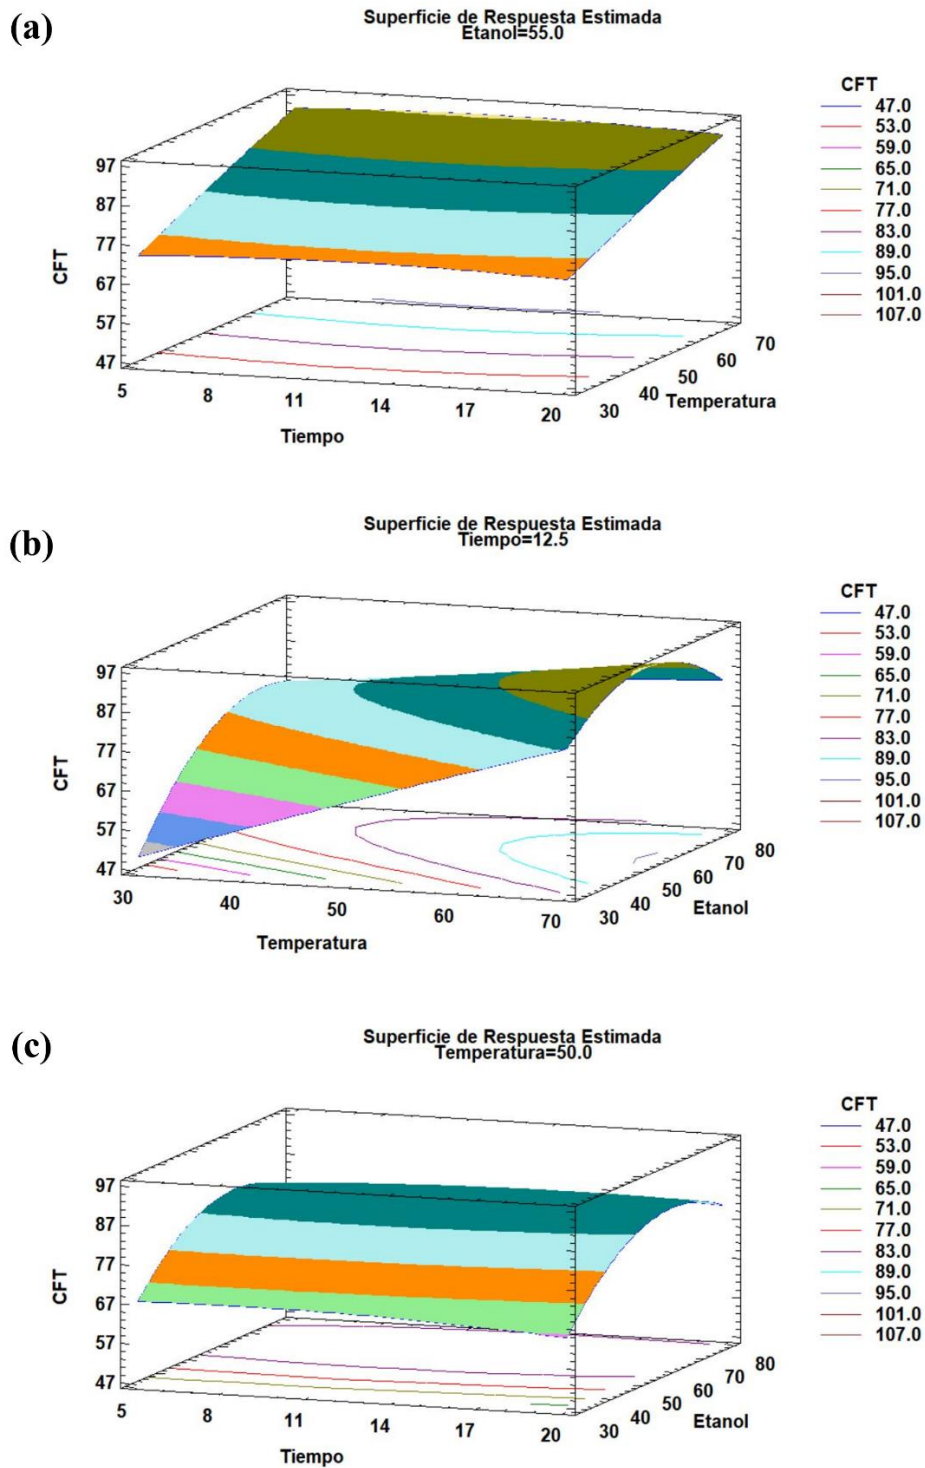 (a)
Superficie de Respuesta Estimada
Etanol=55.0
CFT
47.0
53.0
59.0
65.0
71.0
77.0
83.0
89.0
95.0
101.0
107.0
97
87
77
67
57
47
CFT
5 8 11 14 17 20
Tiempo
30 40 50 60 70
Temperatura
(b)
Superficie de Respuesta Estimada
Tiempo=12.5
CFT
47.0
53.0
59.0
65.0
71.0
77.0
83.0
89.0
95.0
101.0
107.0
97
87
77
67
57
47
CFT
30 40 50 60 70
Temperatura
30 40 50 60 70 80
Etanol
(c)
Superficie de Respuesta Estimada
Temperatura=50.0
CFT
47.0
53.0
59.0
65.0
71.0
77.0
83.0
89.0
95.0
101.0
107.0
97
87
77
67
57
47
CFT
5 8 11 14 17 20
Tiempo
30 40 50 60 70 80
Etanol